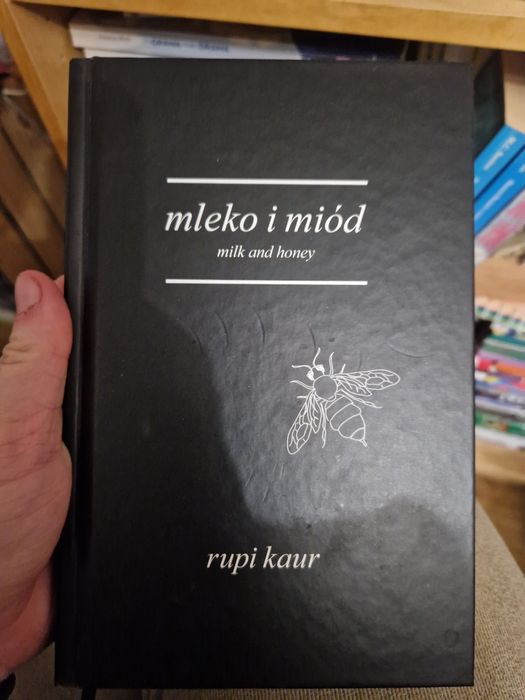 mleko i miód
milk and honey
rupi kaur